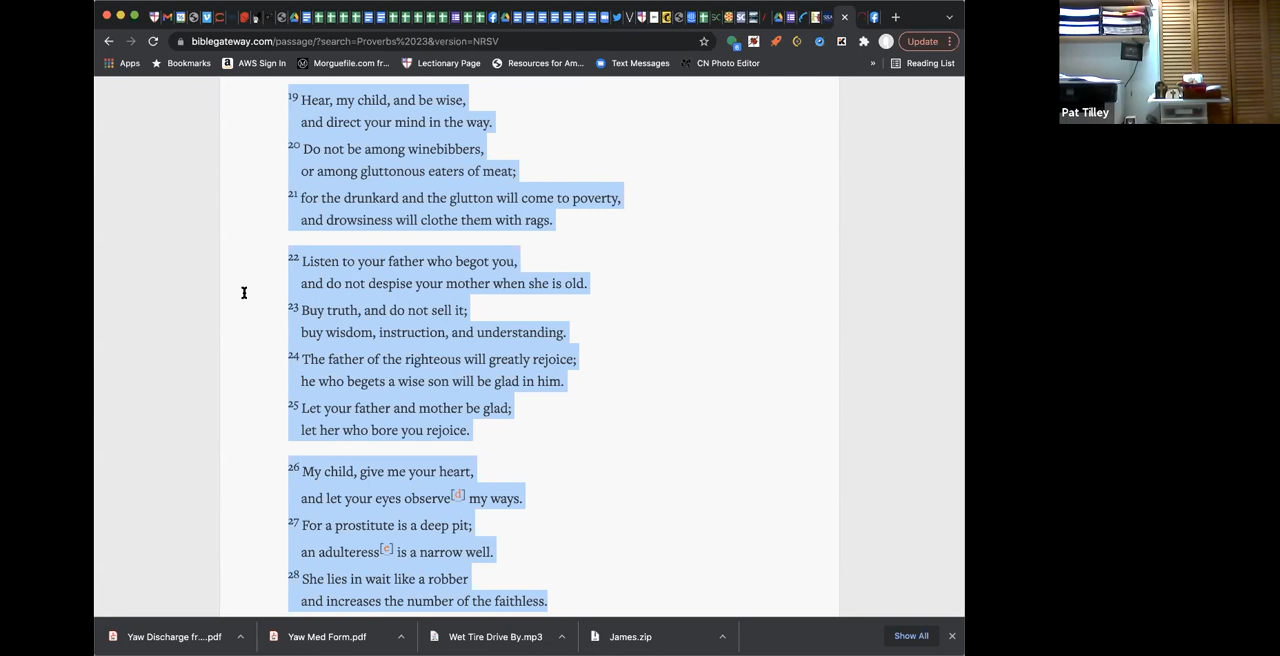 biblegateway.com/passage/?search=Proverbs%2023&version=NRSV
Update
Apps
Bookmarks
AWS Sign In
Morguefile.com fr...
Lectionary Page
Resources for Am...
Text Messages
CN Photo Editor
»
Reading List
19 Hear, my child, and be wise,
and direct your mind in the way.
20 Do not be among winebibbers,
or among gluttonous eaters of meat;
21 for the drunkard and the glutton will come to poverty,
and drowsiness will clothe them with rags.
22 Listen to your father who begot you,
and do not despise your mother when she is old.
23 Buy truth, and do not sell it;
buy wisdom, instruction, and understanding.
24 The father of the righteous will greatly rejoice;
he who begets a wise son will be glad in him.
25 Let your father and mother be glad;
let her who bore you rejoice.
26 My child, give me your heart,
and let your eyes observe[d] my ways.
27 For a prostitute is a deep pit;
an adulteress[e] is a narrow well.
28 She lies in wait like a robber
and increases the number of the faithless.
Yaw Discharge fr....pdf
Yaw Med Form.pdf
Wet Tire Drive By.mp3
James.zip
Show All
Pat Tilley